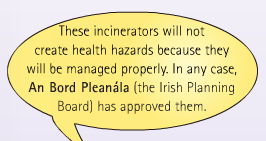 These incinerators will not
create health hazards because they
will be managed properly. In any case,
An Bord Pleanála (the Irish Planning
Board) has approved them.